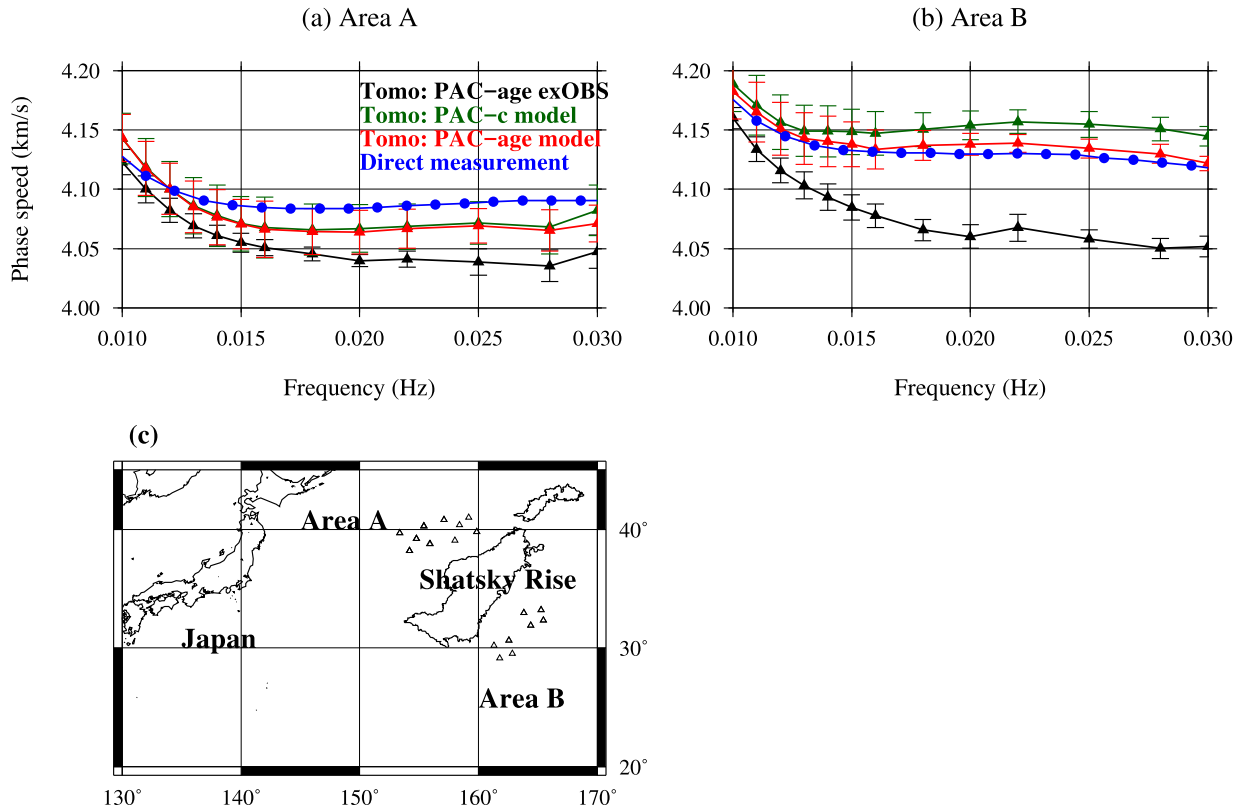 (a) Area A
(b) Area B
4.20
4.15
4.10
4.05
4.00
Phase speed (km/s)
Tomo: PAC−age exOBS
Tomo: PAC−c model
Tomo: PAC−age model
Direct measurement
0.010
0.015
0.020
0.025
0.030
Frequency (Hz)
4.20
4.15
4.10
4.05
4.00
0.010
0.015
0.020
0.025
0.030
Frequency (Hz)
(c)
Area A
Shatsky Rise
Japan
Area B
40˚
30˚
20˚
130˚
140˚
150˚
160˚
170˚